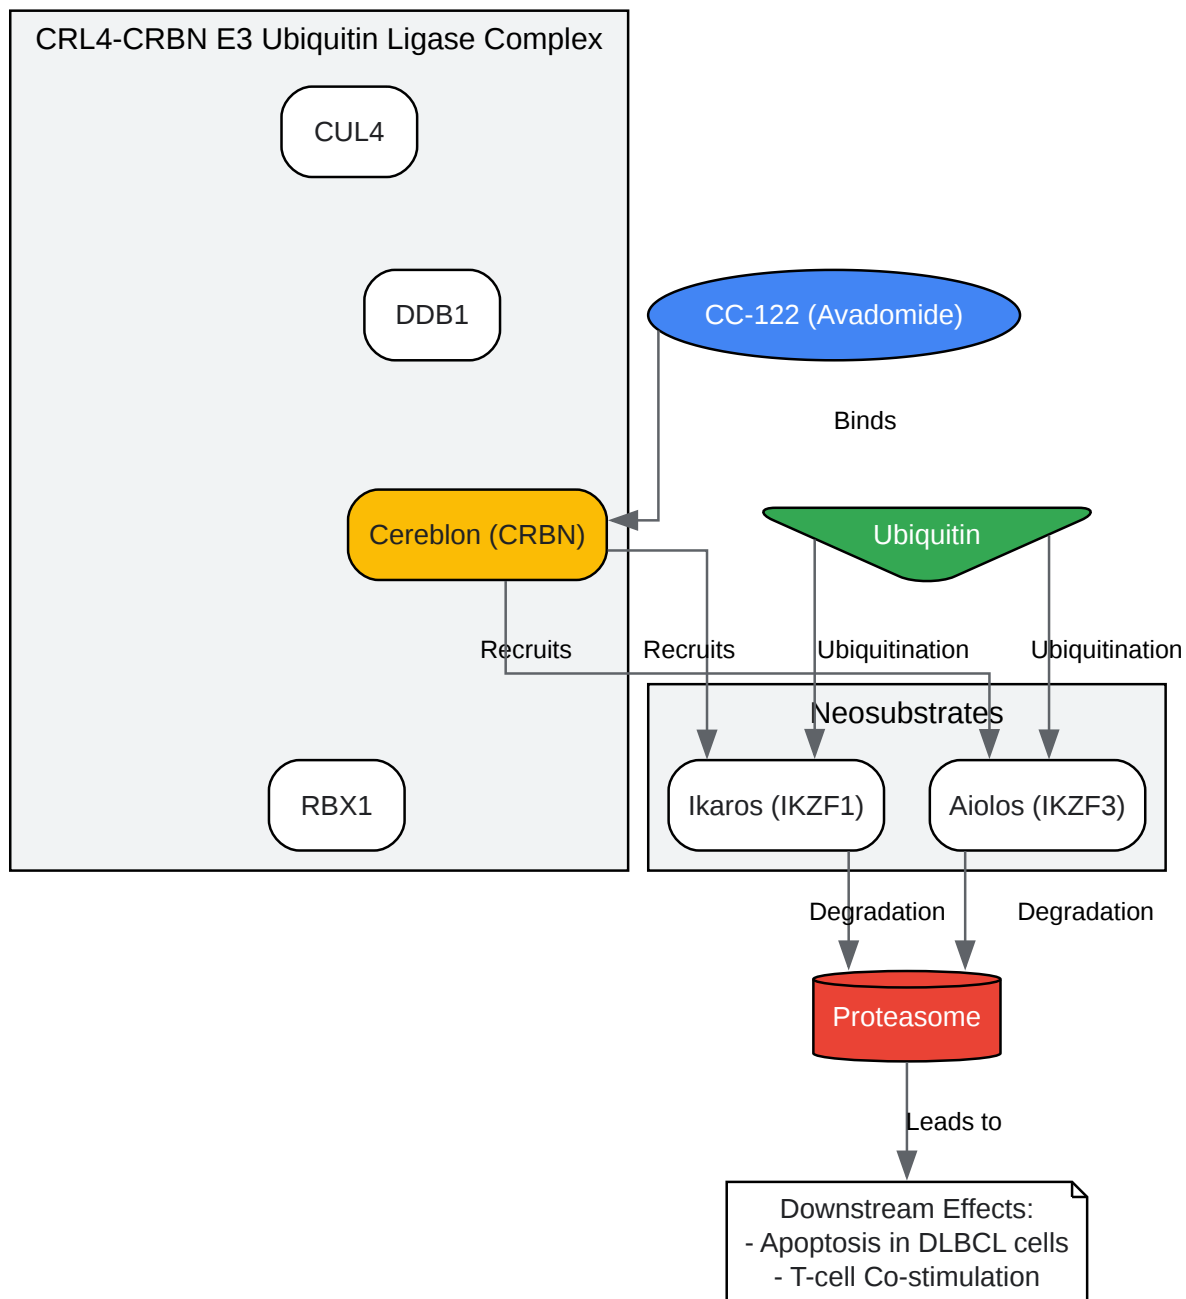 CRL4-CRBN E3 Ubiquitin Ligase Complex
CUL4
DDB1
CC-122 (Avadomide)
Binds
Cereblon (CRBN)
Ubiquitin
Recruits
Recruits
Ubiquitination
Ubiquitination
Neosubstrates
RBX1
Ikaros (IKZF1)
Aiolos (IKZF3)
Degradation
Degradation
Proteasome
Leads to
Downstream Effects:
- Apoptosis in DLBCL cells
- T-cell Co-stimulation